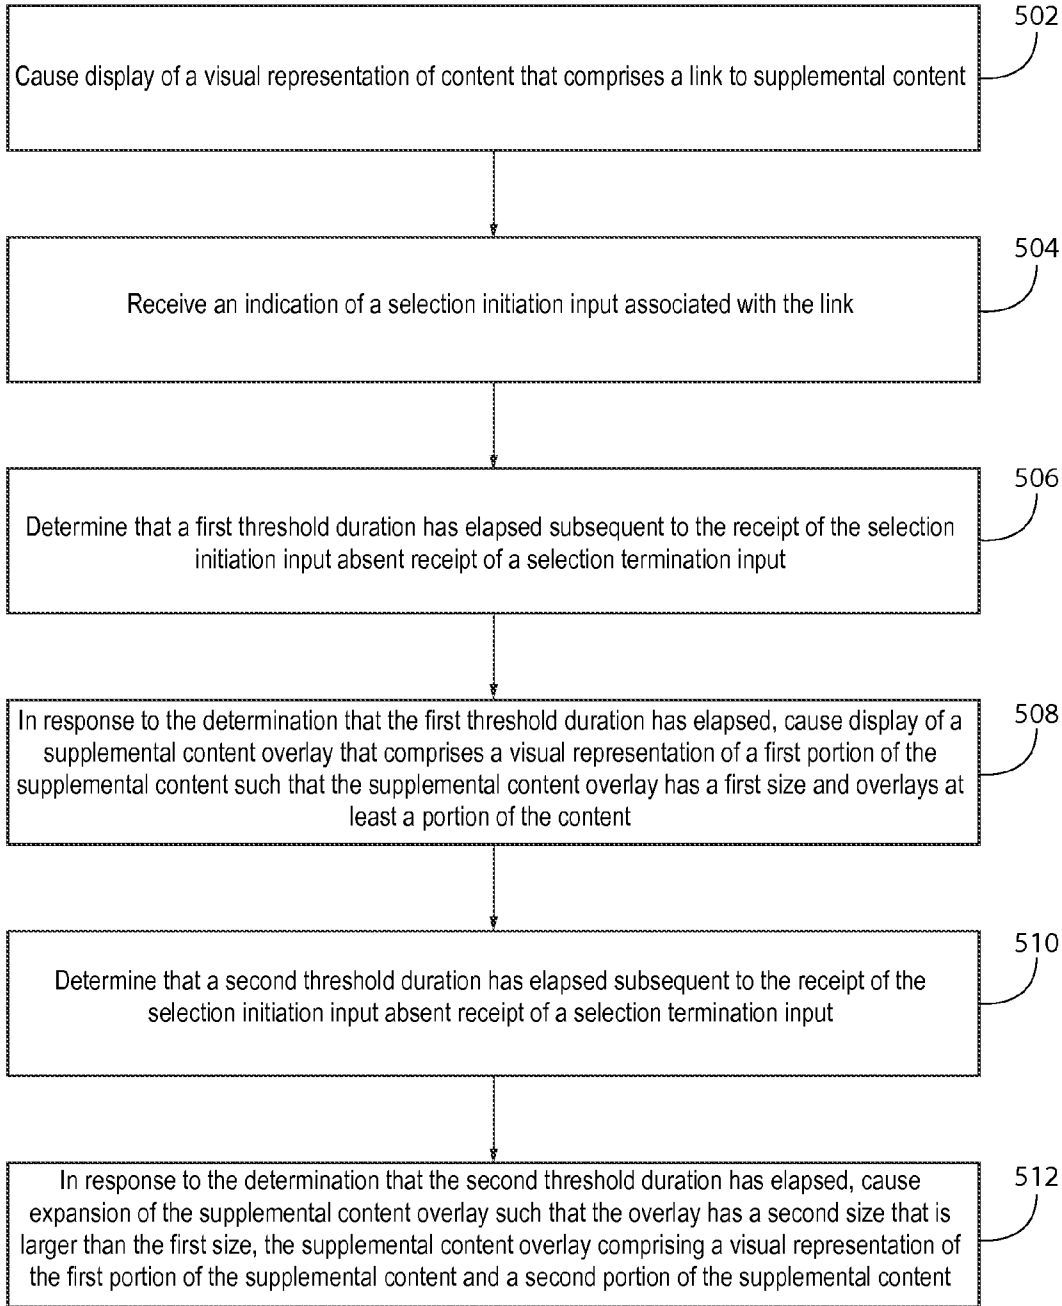 502
Cause display of a visual representation of content that comprises a link to supplemental content
504
Receive an indication of a selection initiation input associated with the link
506
Determine that a first threshold duration has elapsed subsequent to the receipt of the selection
initiation input absent receipt of a selection termination input
508
In response to the determination that the first threshold duration has elapsed, cause display of a
supplemental content overlay that comprises a visual representation of a first portion of the
supplemental content such that the supplemental content overlay has a first size and overlays at
least a portion of the content
510
Determine that a second threshold duration has elapsed subsequent to the receipt of the
selection initiation input absent receipt of a selection termination input
512
In response to the determination that the second threshold duration has elapsed, cause
expansion of the supplemental content overlay such that the overlay has a second size that is
larger than the first size, the supplemental content overlay comprising a visual representation of
the first portion of the supplemental content and a second portion of the supplemental content